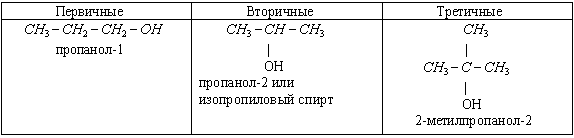 Первичные Вторичные Третичные
CH₃ – CH₂ – CH₂ – OH
пропанол-1
CH₃ – CH – CH₃
|
OH
пропанол-2 или
изопропиловый спирт
CH₃
|
CH₃ – C – CH₃
|
OH
2-метилпропанол-2